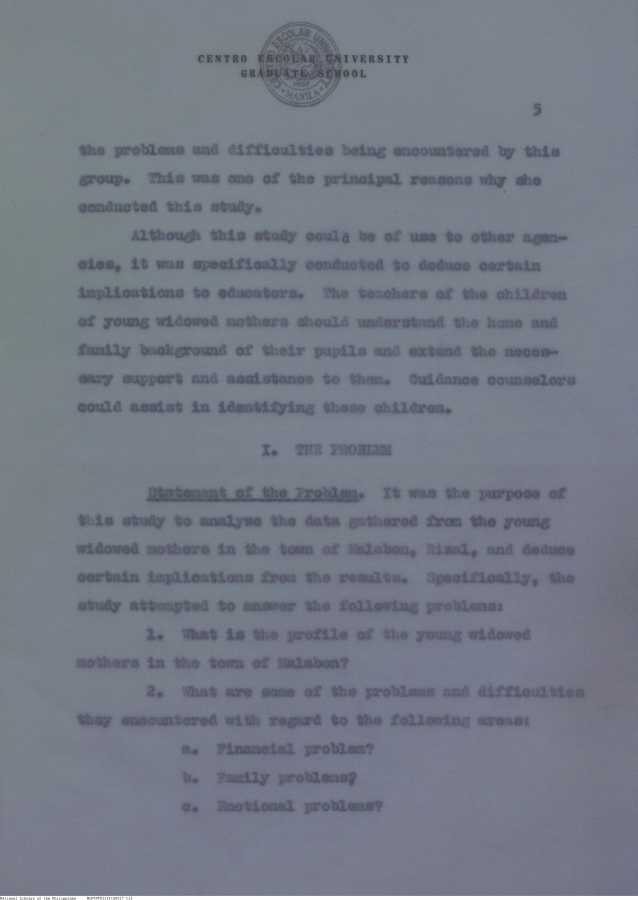 CENTRO ESCOLAR UNIVERSITY
GRADUATE SCHOOL
5
the problems and difficulties being encountered by this
group. This was one of the principal reasons why she
conducted this study.
Although this study could be of use to other agen-
cies, it was specifically conducted to deduce certain
implications to educators. The teachers of the children
of young widowed mothers should understand the home and
family background of their pupils and extend the neces-
sary support and assistance to them. Guidance counselors
could assist in identifying these children.
I. THE PROBLEM
Statement of the Problem. It was the purpose of
this study to analyze the data gathered from the young
widowed mothers in the town of Malabon, Rizal, and deduce
certain implications from the results. Specifically, the
study attempted to answer the following problems:
1. What is the profile of the young widowed
mothers in the town of Malabon?
2. What are some of the problems and difficulties
they encountered with regard to the following areas:
a. Financial problem?
b. Family problems?
c. Emotional problems?
National Library of the Philippines